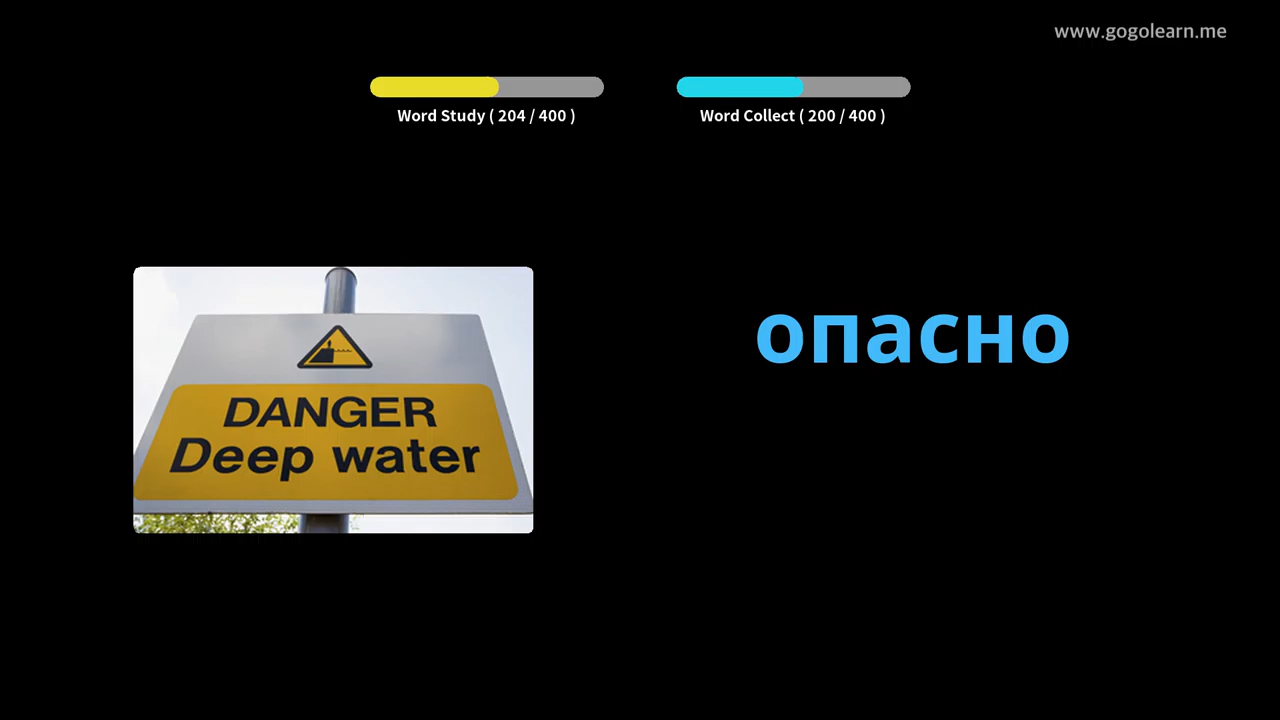 www.gogolearn.me
Word Study ( 204 / 400 )
Word Collect ( 200 / 400 )
DANGER
Deep water
опасно